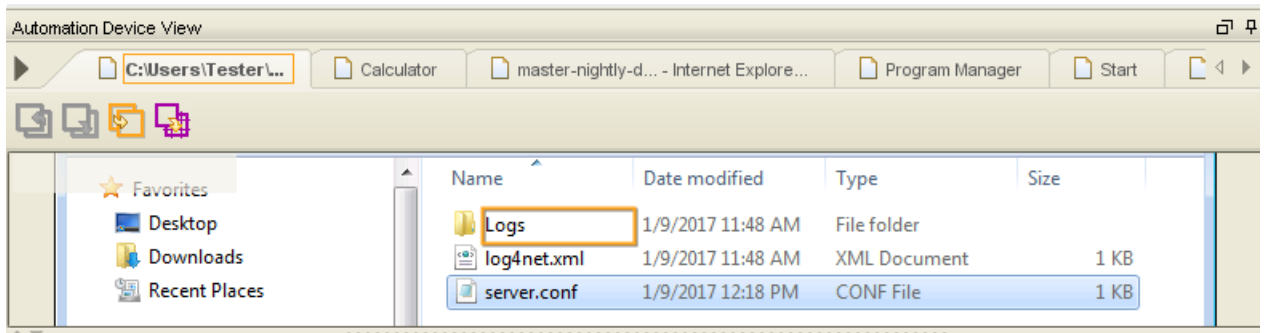 Automation Device View
C:\Users\Tester\... Calculator master-nightly-d... - Internet Explore... Program Manager Start
Favorites
Desktop
Downloads
Recent Places
Name Date modified Type Size
Logs 1/9/2017 11:48 AM File folder
log4net.xml 1/9/2017 11:48 AM XML Document 1 KB
server.conf 1/9/2017 12:18 PM CONF File 1 KB